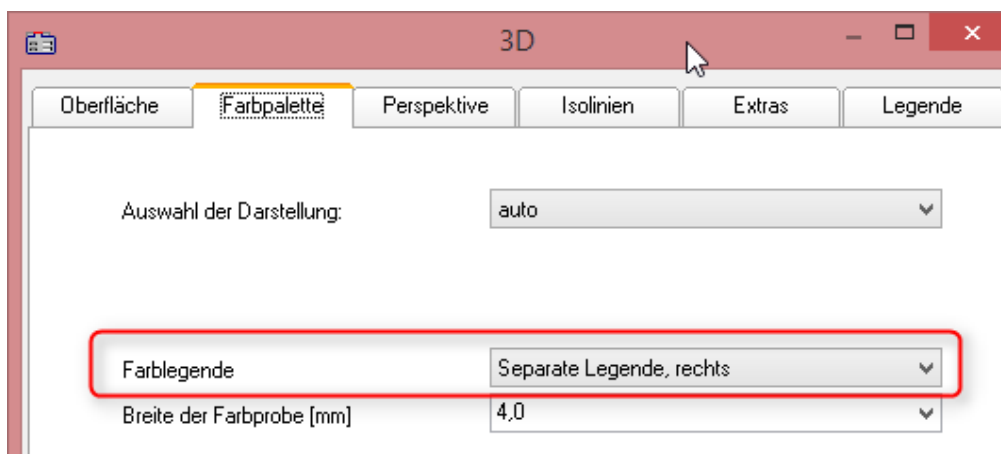 3D
Oberfläche Farbpalette Perspektive Isolinien Extras Legende
Auswahl der Darstellung: auto
Farblegende Separate Legende, rechts
Breite der Farbprobe [mm] 4,0